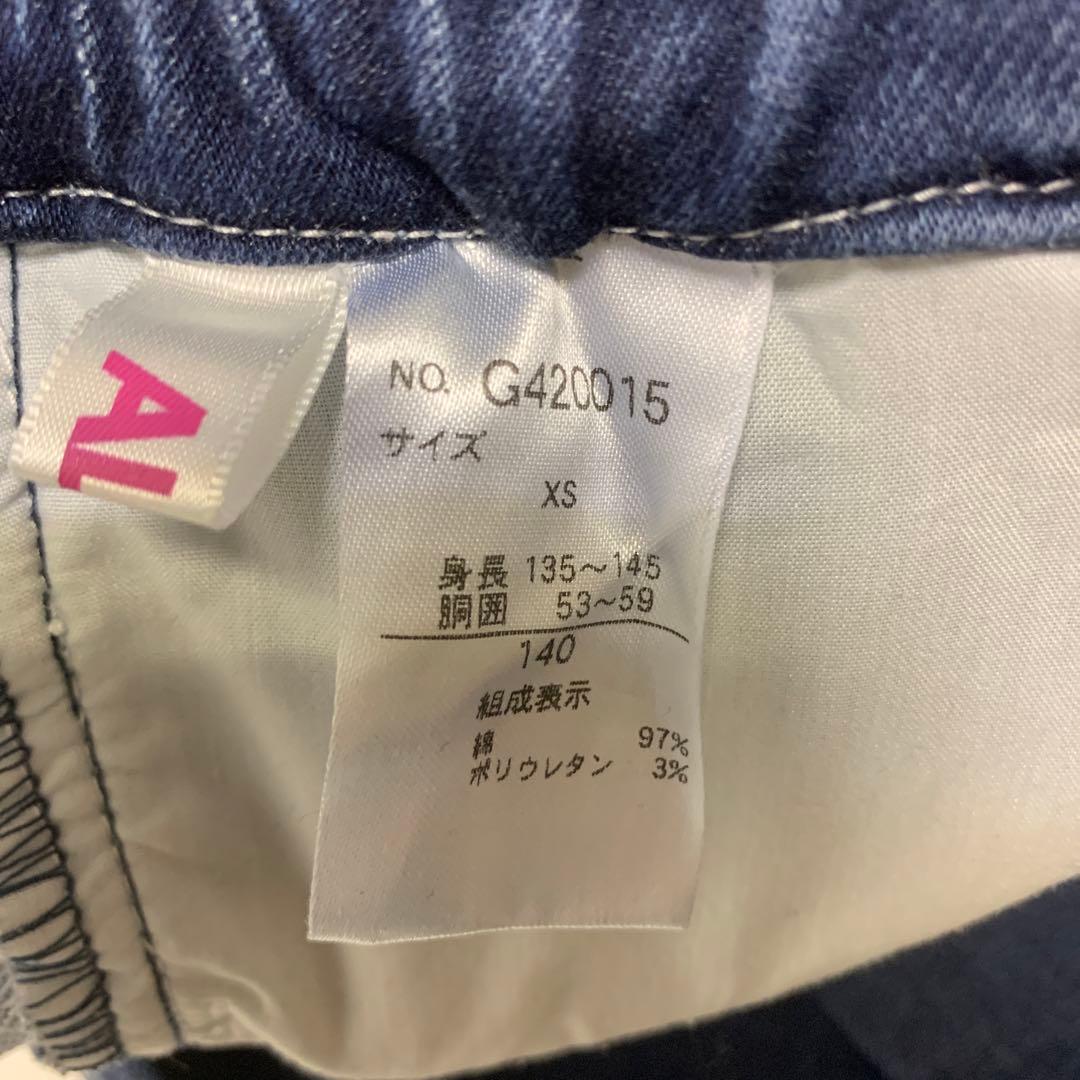 AL
NO. G420015
サイズ
XS
身長 135～145
胴囲 53～59
140
組成表示
綿 97%
ポリウレタン 3%